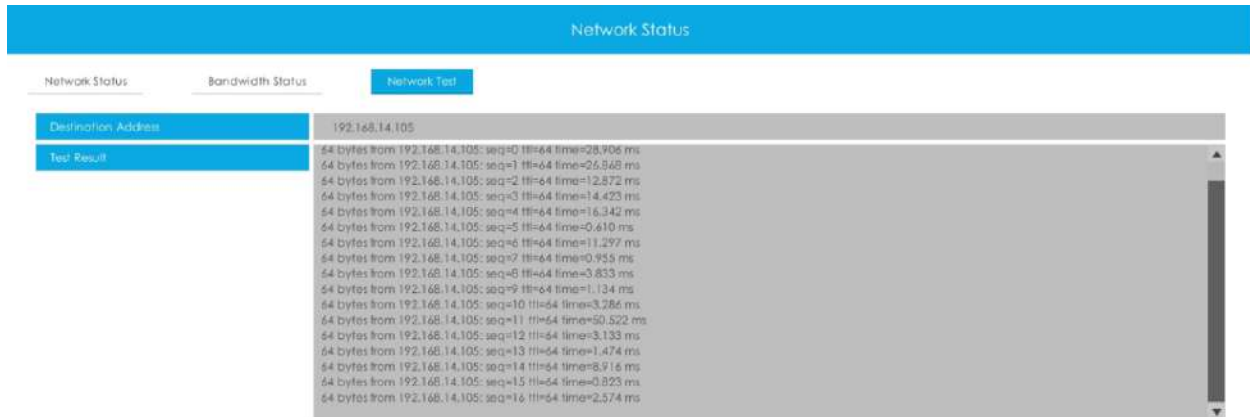 Network Status
Network Status
Bandwidth Status
Network Test
Destination Address
192.168.14.105
Test Result
64 bytes from 192.168.14.105: seq=0 ttl=64 time=28.906 ms
64 bytes from 192.168.14.105: seq=1 ttl=64 time=26.868 ms
64 bytes from 192.168.14.105: seq=2 ttl=64 time=12.872 ms
64 bytes from 192.168.14.105: seq=3 ttl=64 time=14.423 ms
64 bytes from 192.168.14.105: seq=4 ttl=64 time=16.342 ms
64 bytes from 192.168.14.105: seq=5 ttl=64 time=0.610 ms
64 bytes from 192.168.14.105: seq=6 ttl=64 time=11.297 ms
64 bytes from 192.168.14.105: seq=7 ttl=64 time=0.955 ms
64 bytes from 192.168.14.105: seq=8 ttl=64 time=3.833 ms
64 bytes from 192.168.14.105: seq=9 ttl=64 time=1.134 ms
64 bytes from 192.168.14.105: seq=10 ttl=64 time=3.286 ms
64 bytes from 192.168.14.105: seq=11 ttl=64 time=50.522 ms
64 bytes from 192.168.14.105: seq=12 ttl=64 time=3.133 ms
64 bytes from 192.168.14.105: seq=13 ttl=64 time=1.474 ms
64 bytes from 192.168.14.105: seq=14 ttl=64 time=8.916 ms
64 bytes from 192.168.14.105: seq=15 ttl=64 time=0.823 ms
64 bytes from 192.168.14.105: seq=16 ttl=64 time=2.574 ms